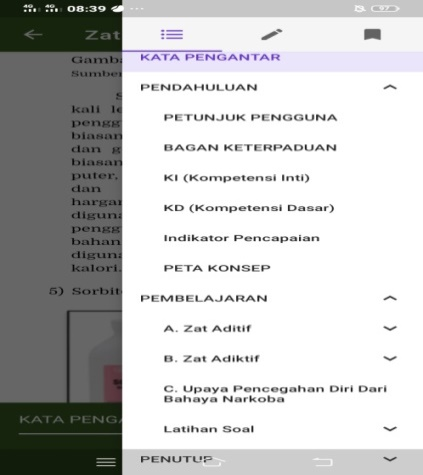 08:39
Zat
Gamba
Sumber
kali le
pengg
biasan
dan g
biasan
puter.
dan
hargan
diguna
pengg
bahan
diguna
kalori.
5) Sorbit
KATA PENGA
KATA PENGANTAR
PENDAHULUAN
PETUNJUK PENGGUNA
BAGAN KETERPADUAN
KI (Kompetensi Inti)
KD (Kompetensi Dasar)
Indikator Pencapaian
PETA KONSEP
PEMBELAJARAN
A. Zat Aditif
B. Zat Adiktif
C. Upaya Pencegahan Diri Dari
Bahaya Narkoba
Latihan Soal
PENUTUP